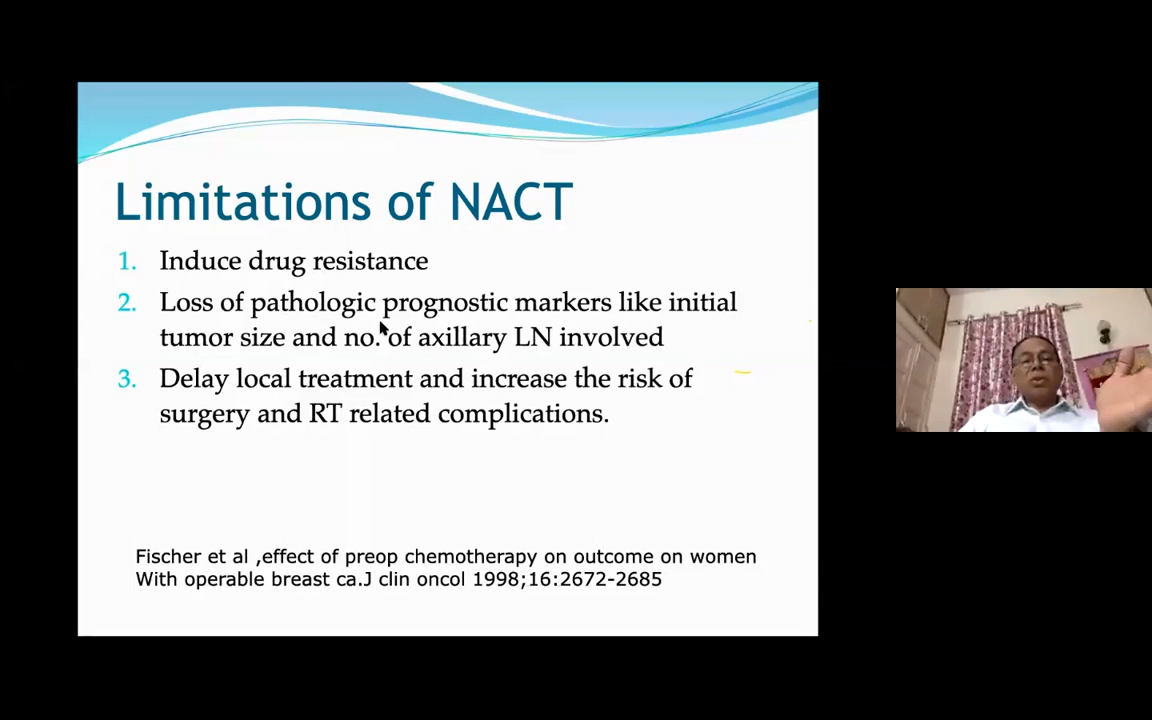 Limitations of NACT
1. Induce drug resistance
2. Loss of pathologic prognostic markers like initial
tumor size and no. of axillary LN involved
3. Delay local treatment and increase the risk of
surgery and RT related complications.
Fischer et al ,effect of preop chemotherapy on outcome on women
With operable breast ca.J clin oncol 1998;16:2672-2685